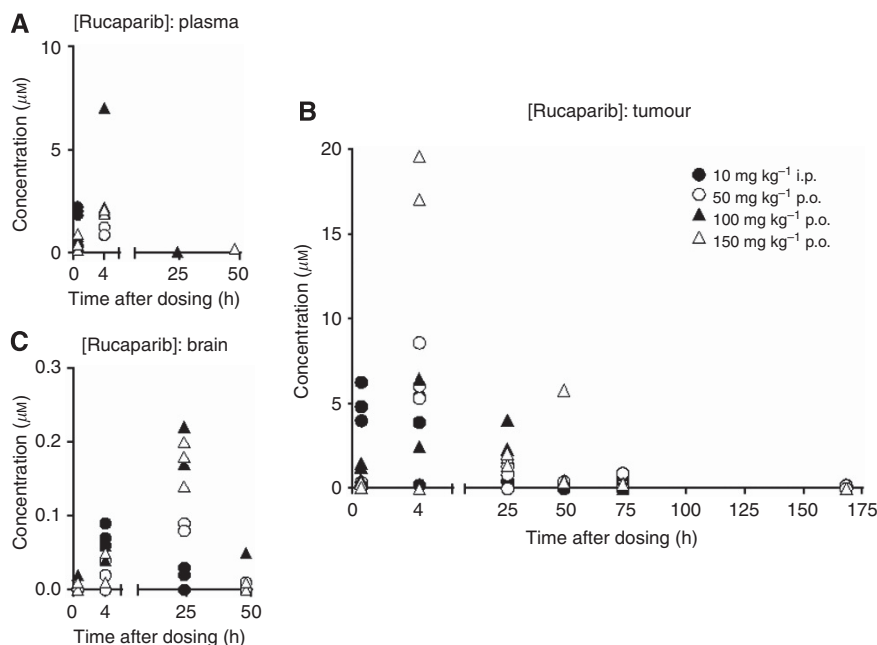 A
[Rucaparib]: plasma
10
5
0
Concentration (μM)
0 4 25 50
Time after dosing (h)
B
[Rucaparib]: tumour
20
15
10
5
0
Concentration (μM)
0 4 25 50 75 100 125 150 175
Time after dosing (h)
10 mg kg⁻¹ i.p.
50 mg kg⁻¹ p.o.
100 mg kg⁻¹ p.o.
150 mg kg⁻¹ p.o.
C
[Rucaparib]: brain
0.3
0.2
0.1
0.0
Concentration (μM)
0 4 25 50
Time after dosing (h)